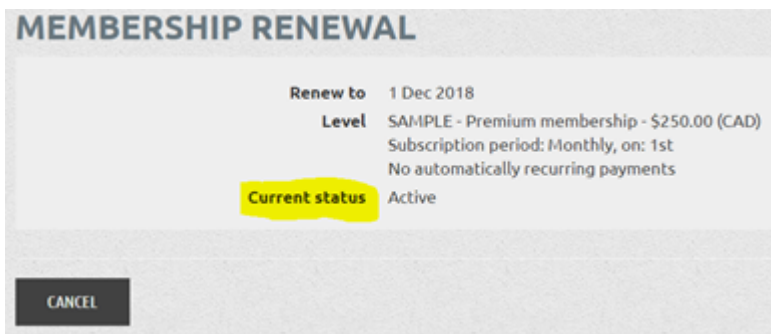 MEMBERSHIP RENEWAL
Renew to 1 Dec 2018
Level SAMPLE - Premium membership - $250.00 (CAD)
Subscription period: Monthly, on: 1st
No automatically recurring payments
Current status Active
CANCEL